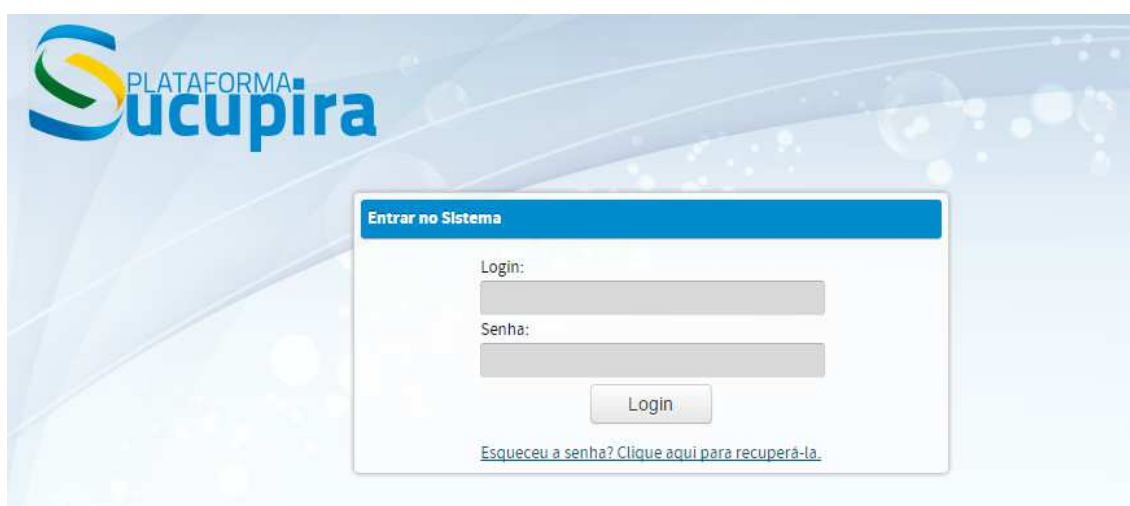 PLATAFORMA
Sucupira
Entrar no Sistema
Login:
Senha:
Login
Esqueceu a senha? Clique aqui para recuperá-la.